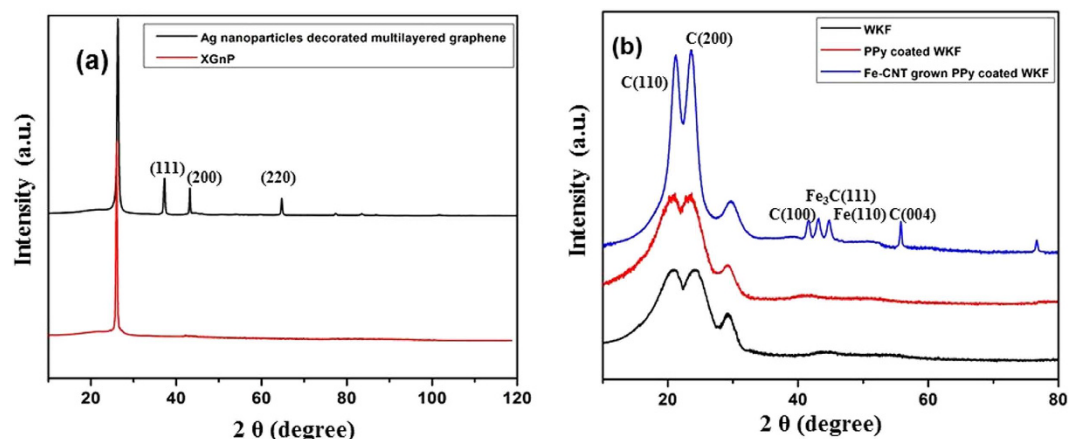 (a)
Ag nanoparticles decorated multilayered graphene
XGnP
(111)
(200)
(220)
Intensity (a.u.)
20 40 60 80 100 120
2 θ (degree)
(b)
WKF
PPy coated WKF
Fe-CNT grown PPy coated WKF
C(200)
C(110)
Fe₃C(111)
C(100)
Fe(110)
C(004)
Intensity (a.u.)
20 40 60 80
2 θ (degree)